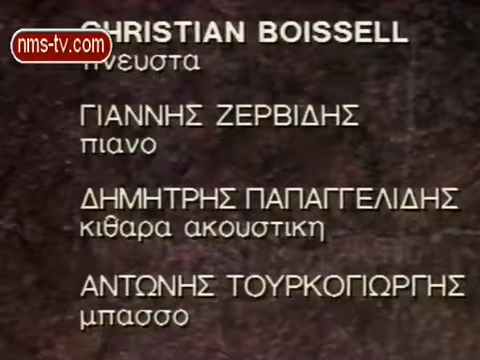 nms-tv.com
CHRISTIAN BOISSELL
πνευστα
ΓΙΑΝΝΗΣ ΖΕΡΒΙΔΗΣ
πιανο
ΔΗΜΗΤΡΗΣ ΠΑΠΑΓΓΕΛΙΔΗΣ
κιθαρα ακουστικη
ΑΝΤΩΝΗΣ ΤΟΥΡΚΟΓΙΩΡΓΗΣ
μπασσο